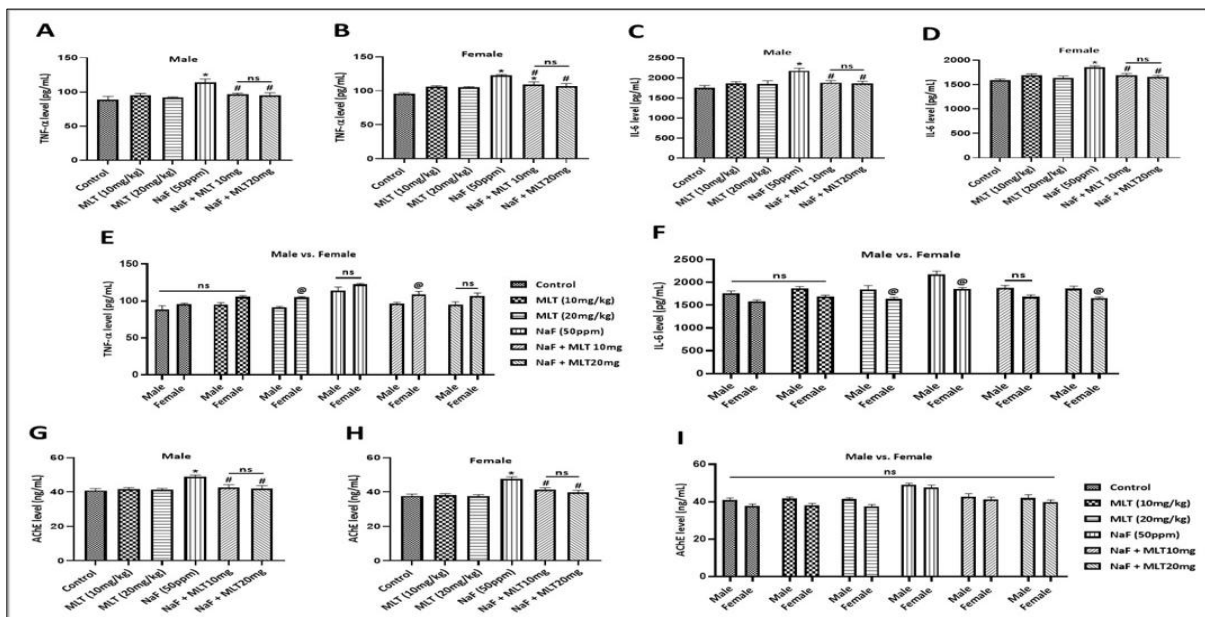 A
Male
TNF-α level (pg/mL)
150
100
50
0
*
#
ns
#
Control
MLT (10mg/kg)
MLT (20mg/kg)
NaF (50ppm)
NaF + MLT 10mg
NaF + MLT20mg
B
Female
TNF-α level (pg/mL)
150
100
50
0
*
#
*
ns
#
Control
MLT (10mg/kg)
MLT (20mg/kg)
NaF (50ppm)
NaF + MLT 10mg
NaF + MLT20mg
C
Male
IL-6 level (pg/mL)
2500
2000
1500
1000
500
0
*
#
ns
#
Control
MLT (10mg/kg)
MLT (20mg/kg)
NaF (50ppm)
NaF + MLT 10mg
NaF + MLT20mg
D
Female
IL-6 level (pg/mL)
2000
1500
1000
500
0
*
#
ns
#
Control
MLT (10mg/kg)
MLT (20mg/kg)
NaF (50ppm)
NaF + MLT 10mg
NaF + MLT20mg
E
Male vs. Female
TNF-α level (pg/mL)
150
100
50
0
ns
@
ns
@
ns
Male
Female
Male
Female
Male
Female
Male
Female
Male
Female
Male
Female
Control
MLT (10mg/kg)
MLT (20mg/kg)
NaF (50ppm)
NaF + MLT 10mg
NaF + MLT20mg
F
Male vs. Female
IL-6 level (pg/mL)
2500
2000
1500
1000
500
0
ns
@
@
ns
@
Male
Female
Male
Female
Male
Female
Male
Female
Male
Female
Male
Female
G
Male
AChE level (ng/mL)
60
40
20
0
*
#
ns
#
Control
MLT (10mg/kg)
MLT (20mg/kg)
NaF (50ppm)
NaF + MLT10mg
NaF + MLT20mg
H
Female
AChE level (ng/mL)
60
40
20
0
*
#
ns
#
Control
MLT (10mg/kg)
MLT (20mg/kg)
NaF (50ppm)
NaF + MLT10mg
NaF + MLT20mg
I
Male vs. Female
AChE level (ng/mL)
60
40
20
0
ns
Male
Female
Male
Female
Male
Female
Male
Female
Male
Female
Male
Female
Control
MLT (10mg/kg)
MLT (20mg/kg)
NaF (50ppm)
NaF + MLT10mg
NaF + MLT20mg